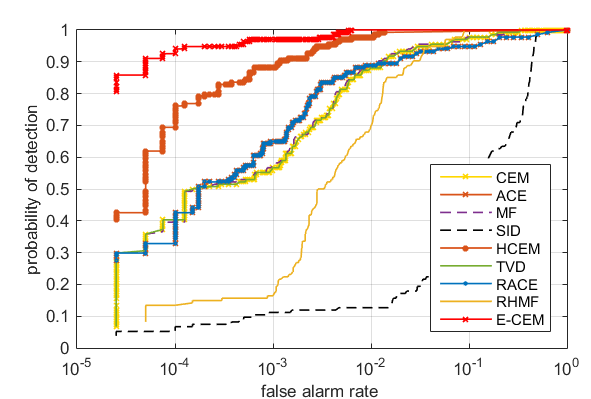 1
0.9
0.8
0.7
0.6
0.5
0.4
0.3
0.2
0.1
0
probability of detection
10^-5
10^-4
10^-3
10^-2
10^-1
10^0
false alarm rate
CEM
ACE
MF
SID
HCEM
TVD
RACE
RHMF
E-CEM